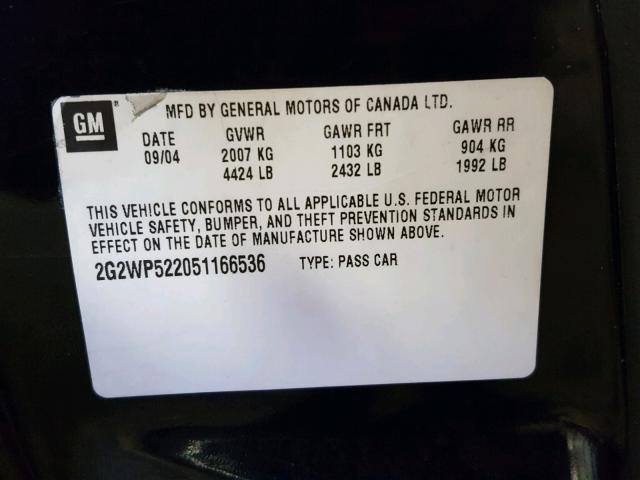 GM
MFD BY GENERAL MOTORS OF CANADA LTD.
DATE GVWR GAWR FRT GAWR RR
09/04 2007 KG 1103 KG 904 KG
4424 LB 2432 LB 1992 LB
THIS VEHICLE CONFORMS TO ALL APPLICABLE U.S. FEDERAL MOTOR
VEHICLE SAFETY, BUMPER, AND THEFT PREVENTION STANDARDS IN
EFFECT ON THE DATE OF MANUFACTURE SHOWN ABOVE.
2G2WP522051166536 TYPE: PASS CAR